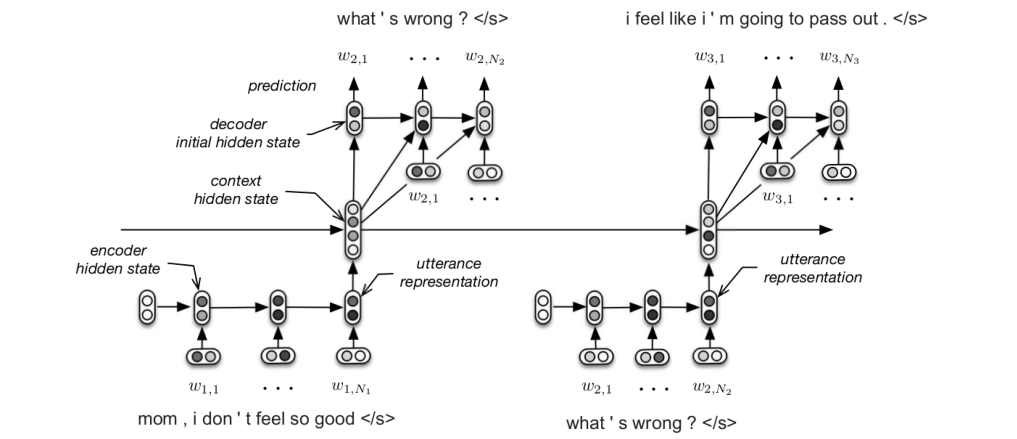 what ' s wrong ? </s>
i feel like i ' m going to pass out . </s>
w2,1 . . . w2,N2
w3,1 . . . w3,N3
prediction
decoder
initial hidden state
context
hidden state
w2,1 . . .
w3,1 . . .
encoder
hidden state
utterance
representation
utterance
representation
w1,1 . . . w1,N1
w2,1 . . . w2,N2
mom , i don ' t feel so good </s>
what ' s wrong ? </s>